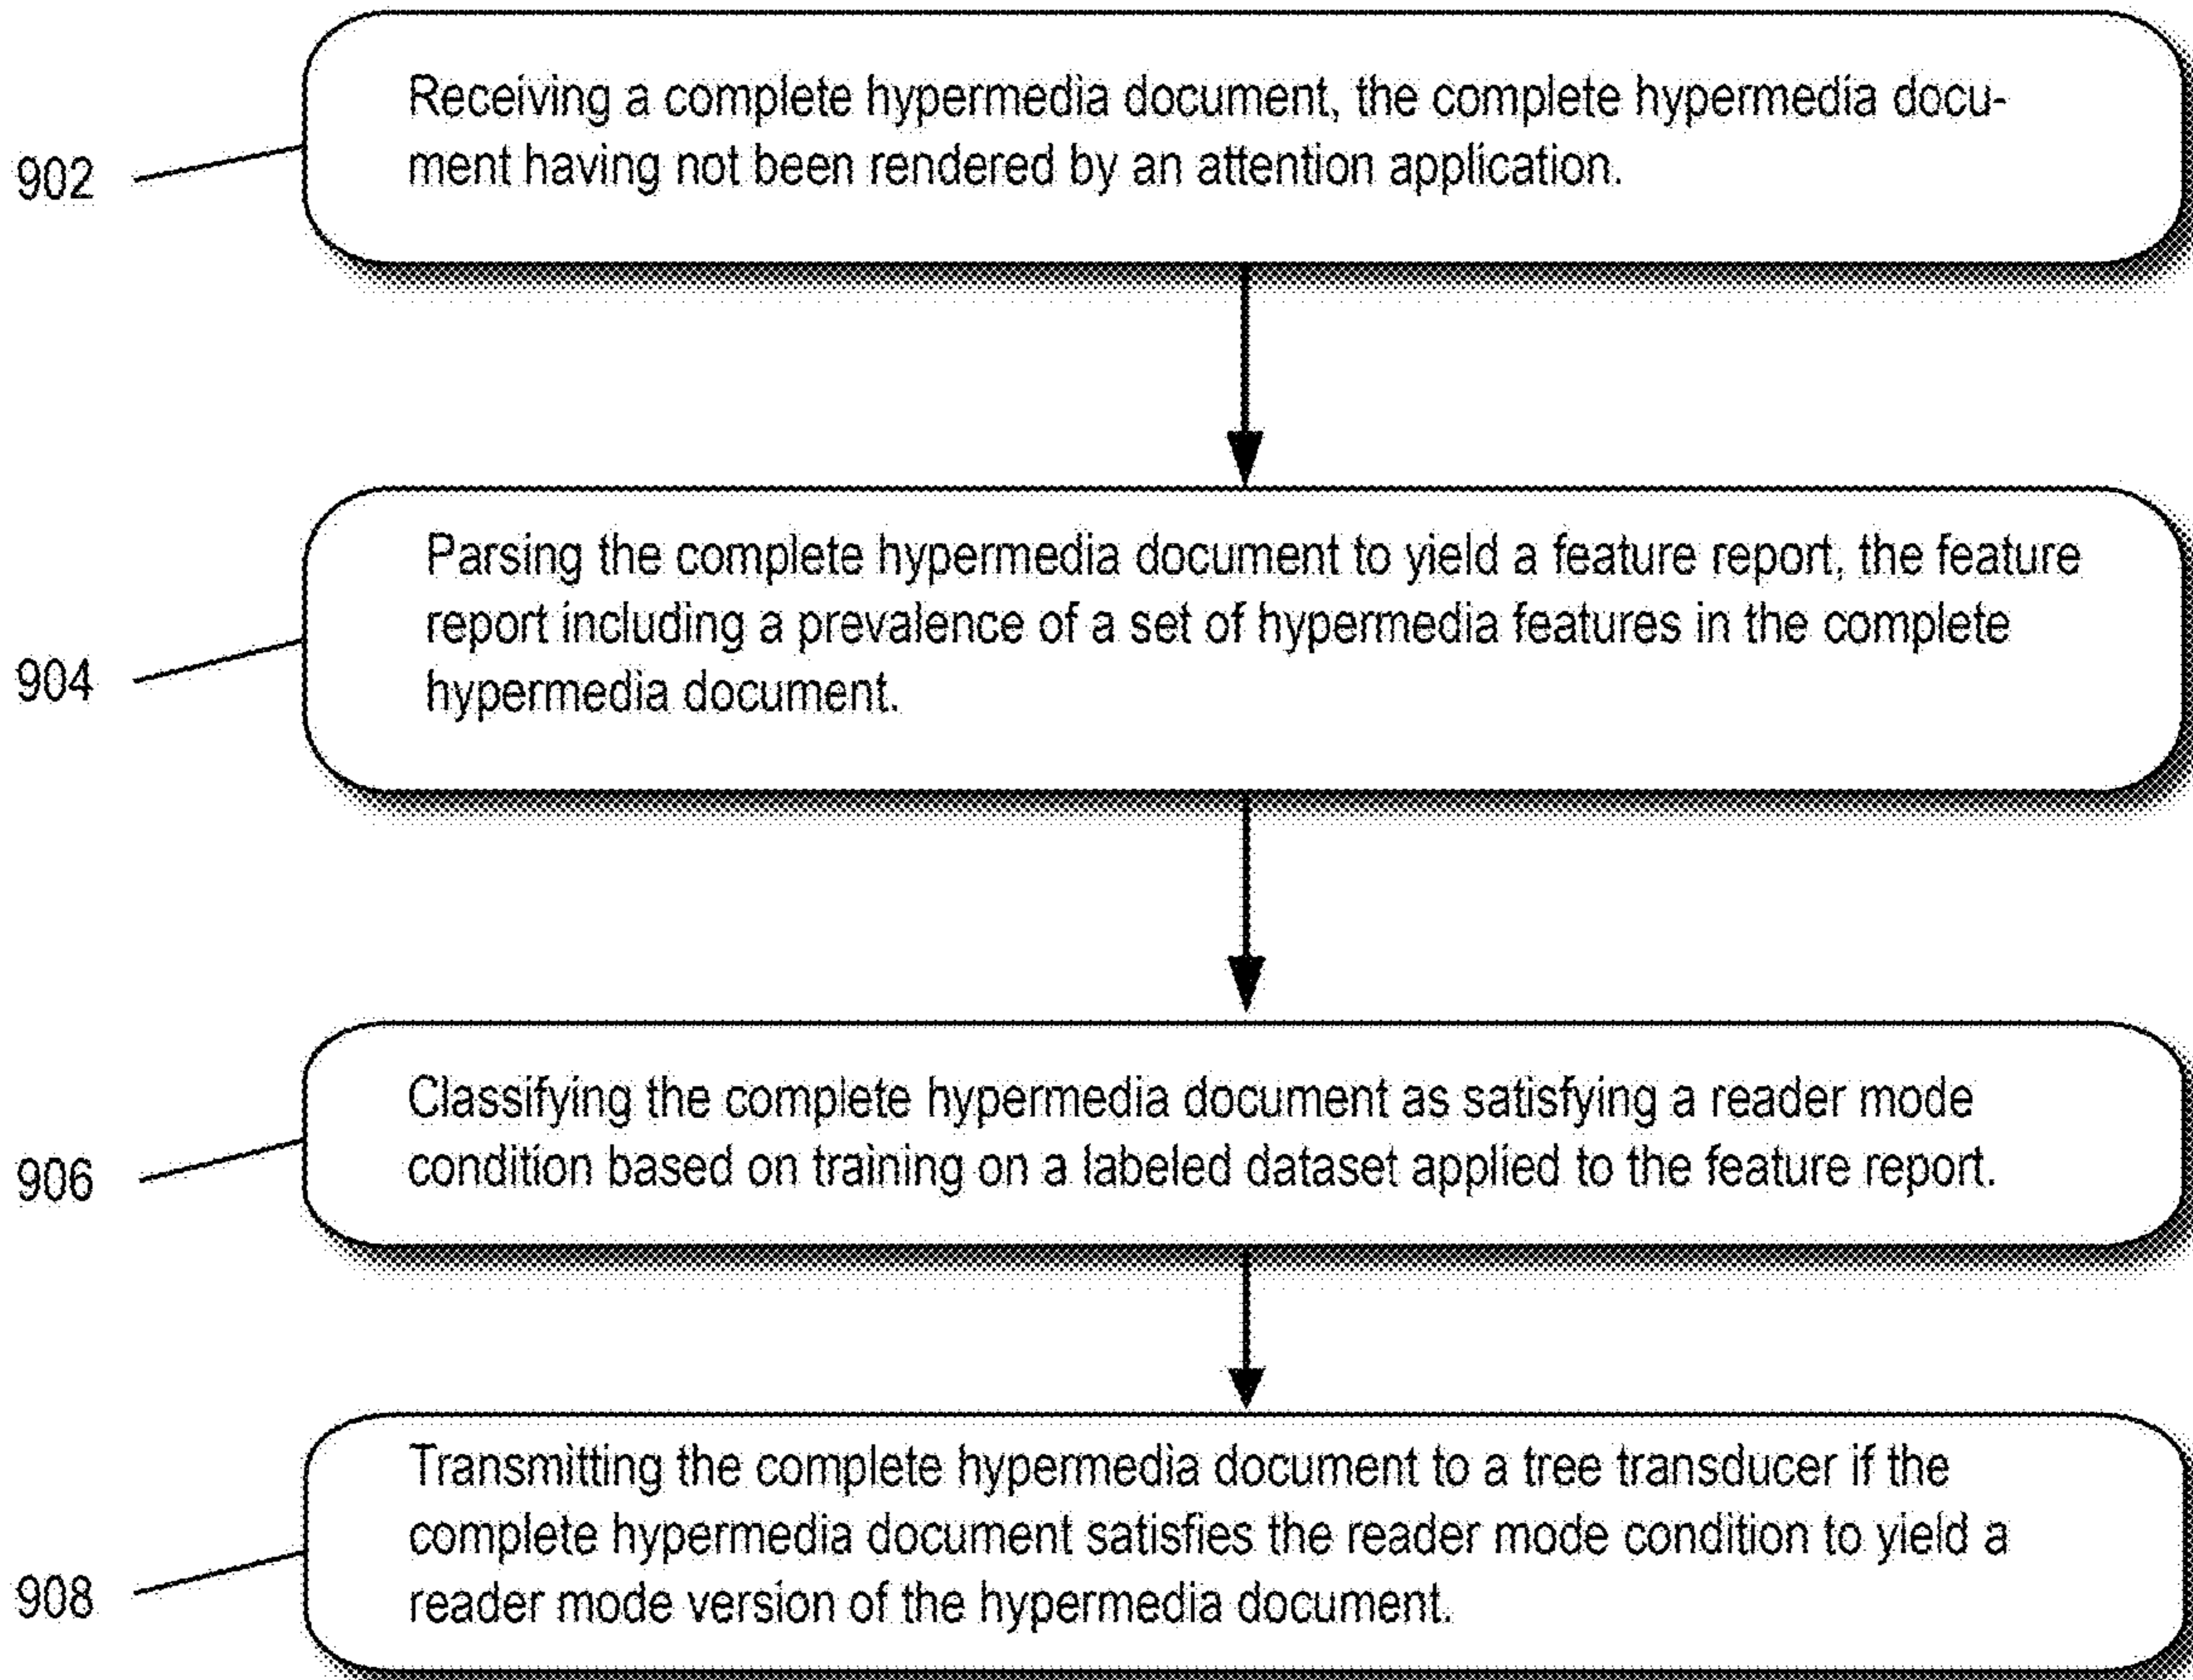 Receiving a complete hypermedia document, the complete hypermedia docu-
902
ment having not been rendered by an attention application.
Parsing the complete hypermedia document to yield a feature report, the feature
report including a prevalence of a set of hypermedia features in the complete
904
hypermedia document.
Classifying the complete hypermedia document as satisfying a reader mode
906
condition based on training on a labeled dataset applied to the feature report.
Transmitting the complete hypermedia document to a tree transducer if the
complete hypermedia document satisfies the reader mode condition to yield a
908
reader mode version of the hypermedia document.